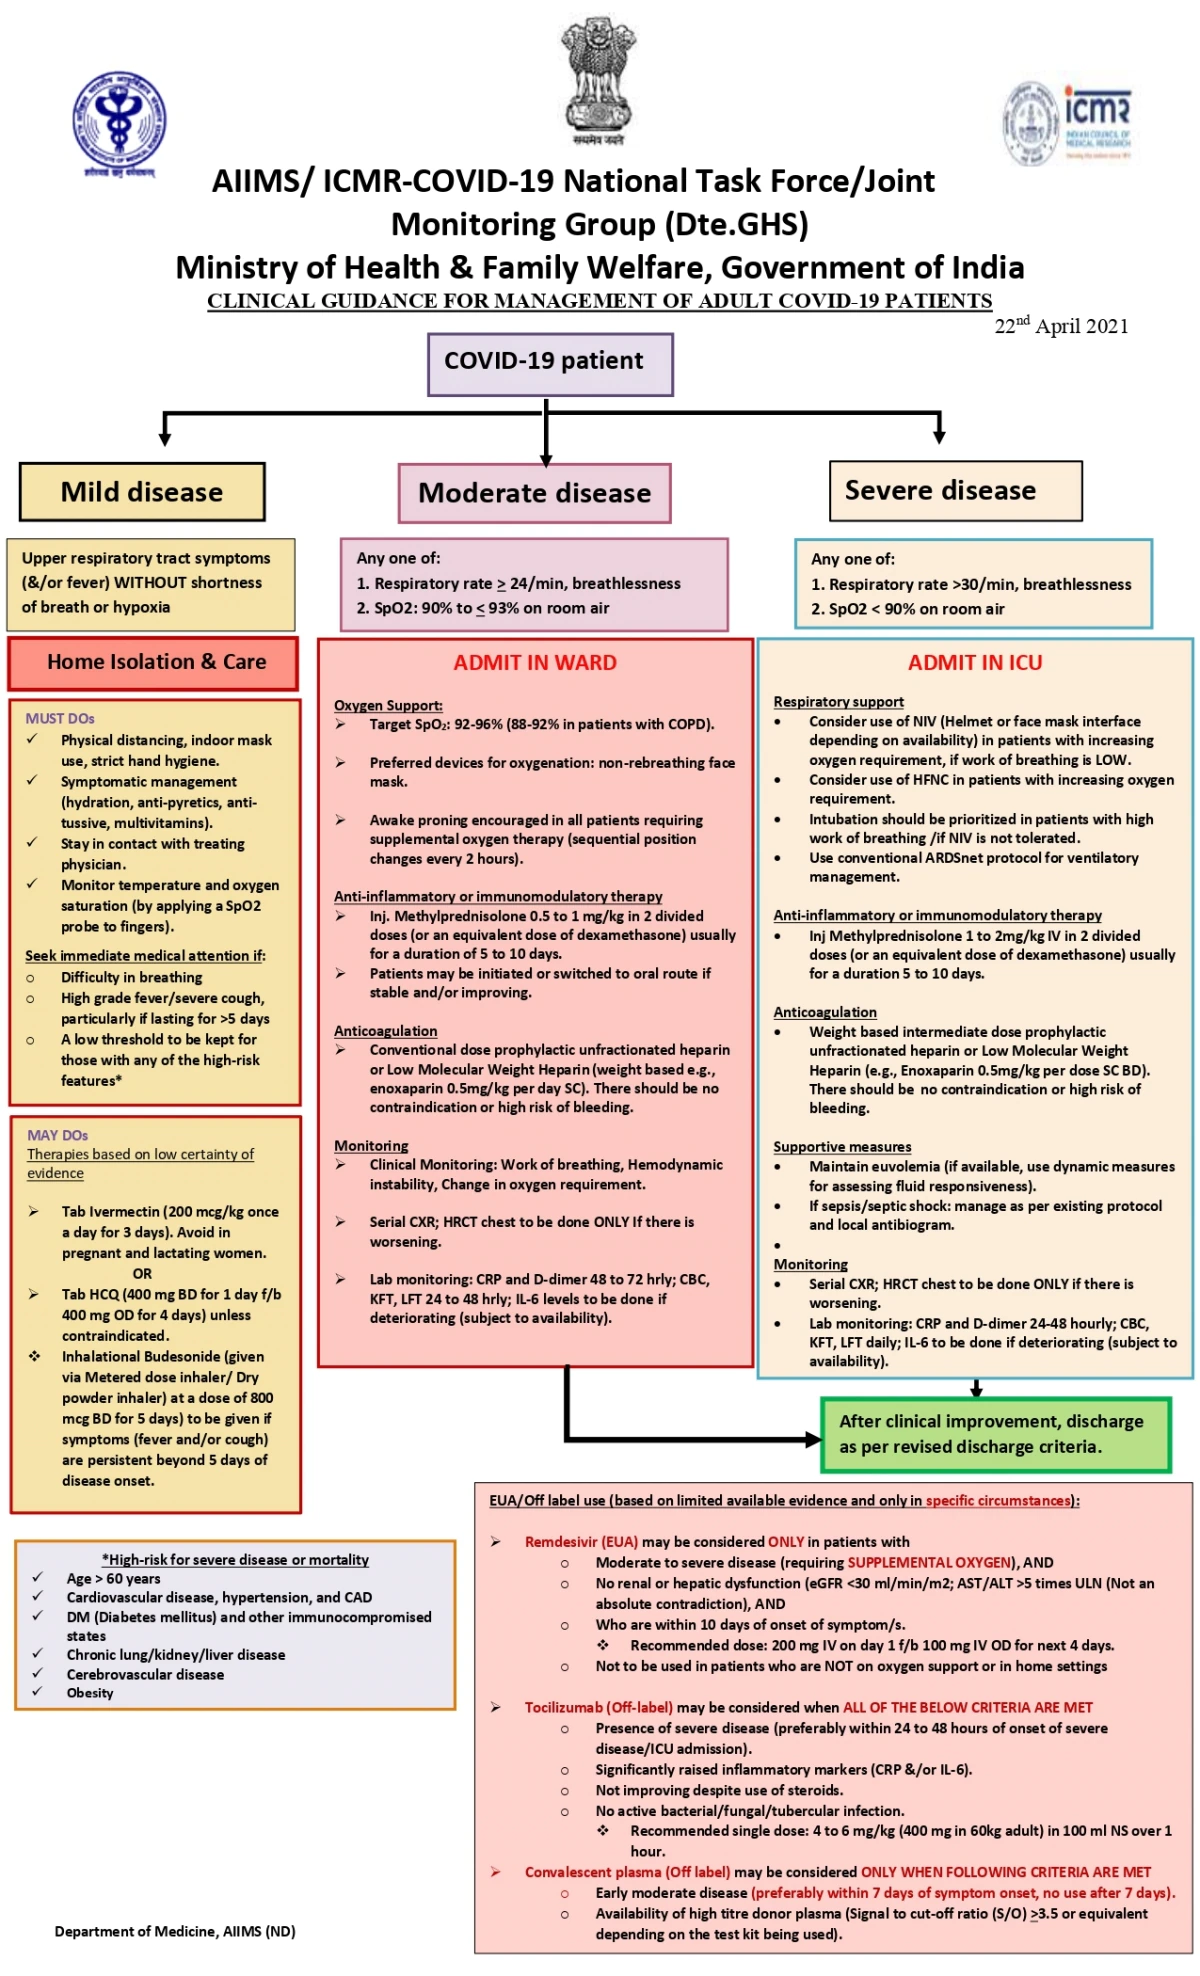 सत्यमेव जयते
icmr
INDIAN COUNCIL OF
MEDICAL RESEARCH
AIIMS/ ICMR-COVID-19 National Task Force/Joint
Monitoring Group (Dte.GHS)
Ministry of Health & Family Welfare, Government of India
CLINICAL GUIDANCE FOR MANAGEMENT OF ADULT COVID-19 PATIENTS
22nd April 2021
COVID-19 patient
Mild disease
Upper respiratory tract symptoms
(&/or fever) WITHOUT shortness
of breath or hypoxia
Home Isolation & Care
MUST DOs
✓ Physical distancing, indoor mask
use, strict hand hygiene.
✓ Symptomatic management
(hydration, anti-pyretics, anti-
tussive, multivitamins).
✓ Stay in contact with treating
physician.
✓ Monitor temperature and oxygen
saturation (by applying a SpO2
probe to fingers).
Seek immediate medical attention if:
o Difficulty in breathing
o High grade fever/severe cough,
particularly if lasting for >5 days
o A low threshold to be kept for
those with any of the high-risk
features*
MAY DOs
Therapies based on low certainty of
evidence
➢ Tab Ivermectin (200 mcg/kg once
a day for 3 days). Avoid in
pregnant and lactating women.
OR
➢ Tab HCQ (400 mg BD for 1 day f/b
400 mg OD for 4 days) unless
contraindicated.
❖ Inhalational Budesonide (given
via Metered dose inhaler/ Dry
powder inhaler) at a dose of 800
mcg BD for 5 days) to be given if
symptoms (fever and/or cough)
are persistent beyond 5 days of
disease onset.
*High-risk for severe disease or mortality
✓ Age > 60 years
✓ Cardiovascular disease, hypertension, and CAD
✓ DM (Diabetes mellitus) and other immunocompromised
states
✓ Chronic lung/kidney/liver disease
✓ Cerebrovascular disease
✓ Obesity
Moderate disease
Any one of:
1. Respiratory rate ≥ 24/min, breathlessness
2. SpO2: 90% to ≤ 93% on room air
ADMIT IN WARD
Oxygen Support:
➢ Target SpO₂: 92-96% (88-92% in patients with COPD).
➢ Preferred devices for oxygenation: non-rebreathing face
mask.
➢ Awake proning encouraged in all patients requiring
supplemental oxygen therapy (sequential position
changes every 2 hours).
Anti-inflammatory or immunomodulatory therapy
➢ Inj. Methylprednisolone 0.5 to 1 mg/kg in 2 divided
doses (or an equivalent dose of dexamethasone) usually
for a duration of 5 to 10 days.
➢ Patients may be initiated or switched to oral route if
stable and/or improving.
Anticoagulation
➢ Conventional dose prophylactic unfractionated heparin
or Low Molecular Weight Heparin (weight based e.g.,
enoxaparin 0.5mg/kg per day SC). There should be no
contraindication or high risk of bleeding.
Monitoring
➢ Clinical Monitoring: Work of breathing, Hemodynamic
instability, Change in oxygen requirement.
➢ Serial CXR; HRCT chest to be done ONLY If there is
worsening.
➢ Lab monitoring: CRP and D-dimer 48 to 72 hrly; CBC,
KFT, LFT 24 to 48 hrly; IL-6 levels to be done if
deteriorating (subject to availability).
Severe disease
Any one of:
1. Respiratory rate >30/min, breathlessness
2. SpO2 < 90% on room air
ADMIT IN ICU
Respiratory support
• Consider use of NIV (Helmet or face mask interface
depending on availability) in patients with increasing
oxygen requirement, if work of breathing is LOW.
• Consider use of HFNC in patients with increasing oxygen
requirement.
• Intubation should be prioritized in patients with high
work of breathing /if NIV is not tolerated.
• Use conventional ARDSnet protocol for ventilatory
management.
Anti-inflammatory or immunomodulatory therapy
• Inj Methylprednisolone 1 to 2mg/kg IV in 2 divided
doses (or an equivalent dose of dexamethasone) usually
for a duration 5 to 10 days.
Anticoagulation
• Weight based intermediate dose prophylactic
unfractionated heparin or Low Molecular Weight
Heparin (e.g., Enoxaparin 0.5mg/kg per dose SC BD).
There should be no contraindication or high risk of
bleeding.
Supportive measures
• Maintain euvolemia (if available, use dynamic measures
for assessing fluid responsiveness).
• If sepsis/septic shock: manage as per existing protocol
and local antibiogram.
•
Monitoring
• Serial CXR; HRCT chest to be done ONLY if there is
worsening.
• Lab monitoring: CRP and D-dimer 24-48 hourly; CBC,
KFT, LFT daily; IL-6 to be done if deteriorating (subject to
availability).
After clinical improvement, discharge
as per revised discharge criteria.
EUA/Off label use (based on limited available evidence and only in specific circumstances):
➢ Remdesivir (EUA) may be considered ONLY in patients with
o Moderate to severe disease (requiring SUPPLEMENTAL OXYGEN), AND
o No renal or hepatic dysfunction (eGFR <30 ml/min/m2; AST/ALT >5 times ULN (Not an
absolute contradiction), AND
o Who are within 10 days of onset of symptom/s.
❖ Recommended dose: 200 mg IV on day 1 f/b 100 mg IV OD for next 4 days.
o Not to be used in patients who are NOT on oxygen support or in home settings
➢ Tocilizumab (Off-label) may be considered when ALL OF THE BELOW CRITERIA ARE MET
o Presence of severe disease (preferably within 24 to 48 hours of onset of severe
disease/ICU admission).
o Significantly raised inflammatory markers (CRP &/or IL-6).
o Not improving despite use of steroids.
o No active bacterial/fungal/tubercular infection.
❖ Recommended single dose: 4 to 6 mg/kg (400 mg in 60kg adult) in 100 ml NS over 1
hour.
➢ Convalescent plasma (Off label) may be considered ONLY WHEN FOLLOWING CRITERIA ARE MET
o Early moderate disease (preferably within 7 days of symptom onset, no use after 7 days).
o Availability of high titre donor plasma (Signal to cut-off ratio (S/O) ≥3.5 or equivalent
depending on the test kit being used).
Department of Medicine, AIIMS (ND)